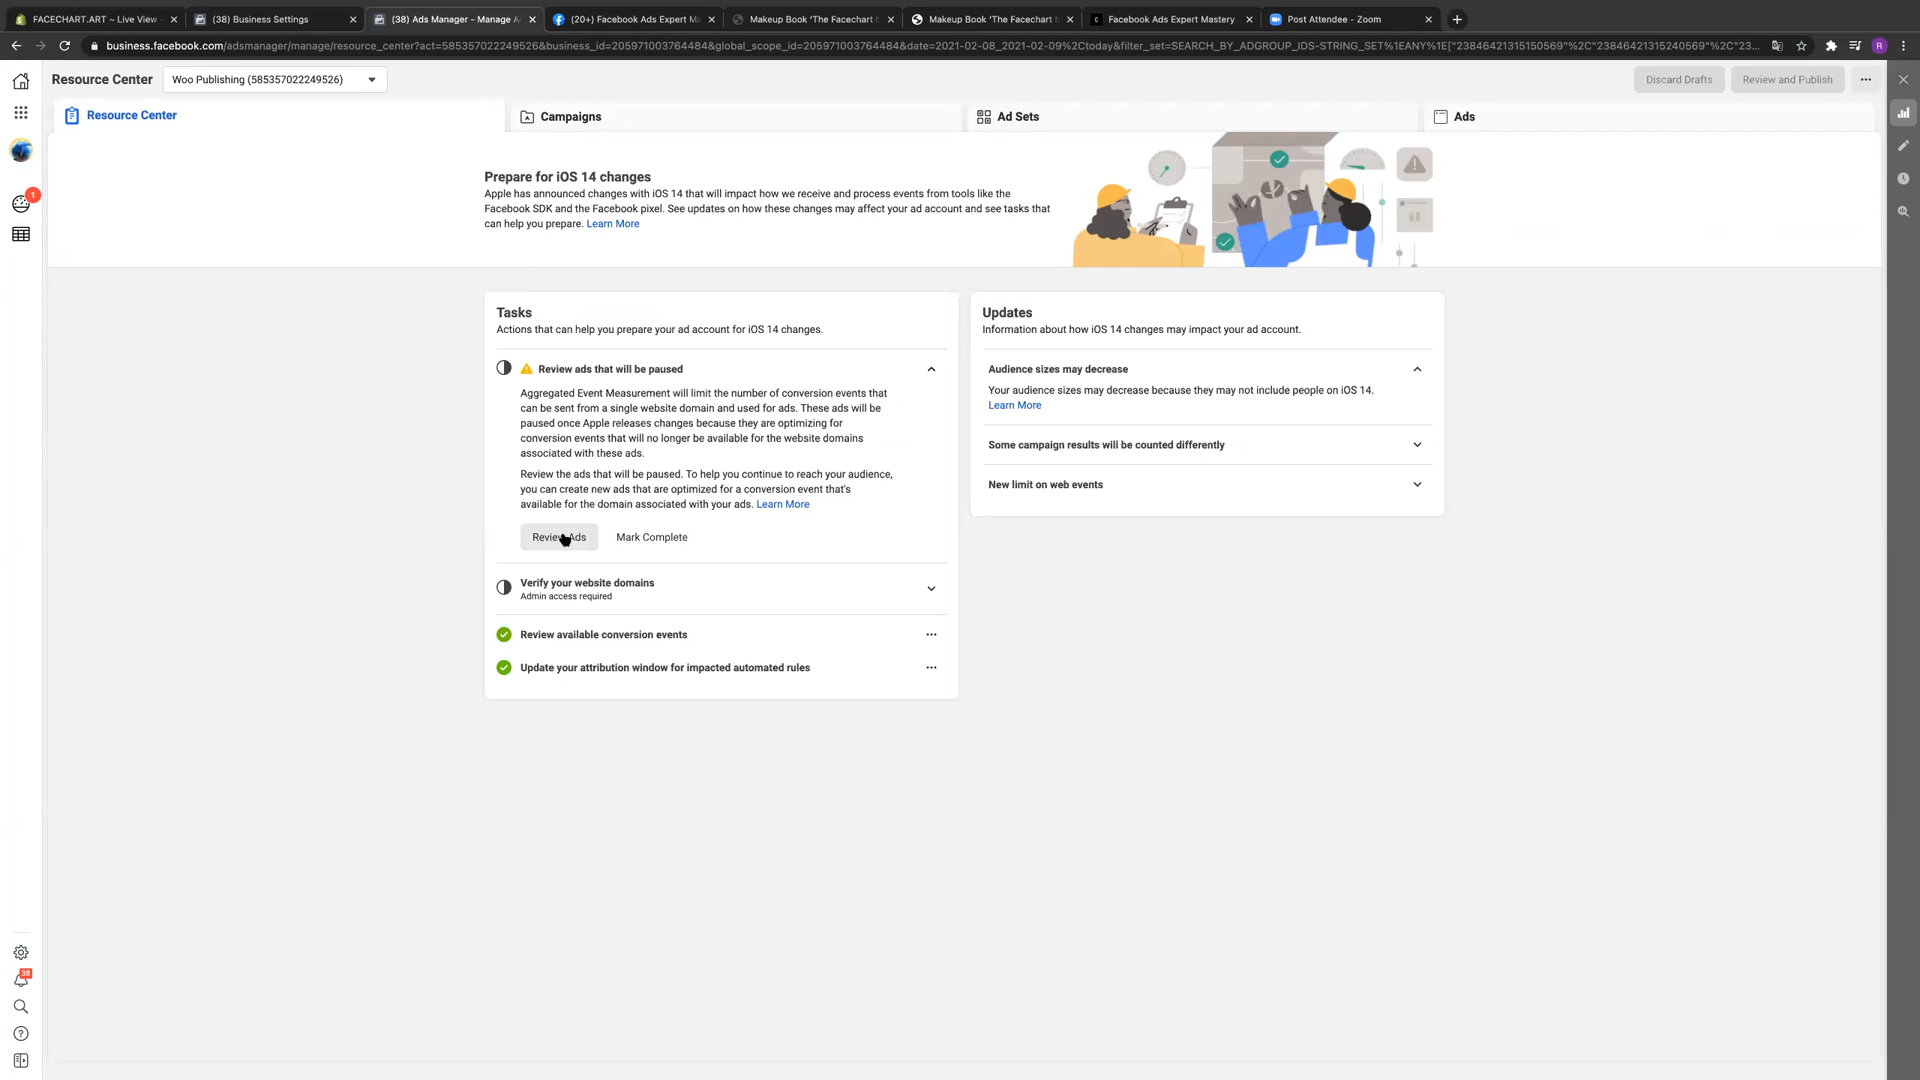 FACECHART.ART ~ Live View
(38) Business Settings
(38) Ads Manager - Manage A
(20+) Facebook Ads Expert M
Makeup Book 'The Facechart
Makeup Book 'The Facechart
Facebook Ads Expert Mastery
Post Attendee - Zoom
business.facebook.com/adsmanager/manage/resource_center?act=585357022249526&business_id=205971003764484&global_scope_id=205971003764484&date=2021-02-08_2021-02-09%2Ctoday&filter_set=SEARCH_BY_ADGROUP_IDS-STRING_SET%1EANY%1E["23846421315150569"%2C"23846421315240569"%2C"23...
R
Resource Center
Woo Publishing (585357022249526)
Discard Drafts
Review and Publish
Resource Center
Campaigns
Ad Sets
Ads
1
Prepare for iOS 14 changes
Apple has announced changes with iOS 14 that will impact how we receive and process events from tools like the
Facebook SDK and the Facebook pixel. See updates on how these changes may affect your ad account and see tasks that
can help you prepare. Learn More
Tasks
Actions that can help you prepare your ad account for iOS 14 changes.
Review ads that will be paused
Aggregated Event Measurement will limit the number of conversion events that
can be sent from a single website domain and used for ads. These ads will be
paused once Apple releases changes because they are optimizing for
conversion events that will no longer be available for the website domains
associated with these ads.
Review the ads that will be paused. To help you continue to reach your audience,
you can create new ads that are optimized for a conversion event that's
available for the domain associated with your ads. Learn More
Review Ads
Mark Complete
Verify your website domains
Admin access required
Review available conversion events
Update your attribution window for impacted automated rules
Updates
Information about how iOS 14 changes may impact your ad account.
Audience sizes may decrease
Your audience sizes may decrease because they may not include people on iOS 14.
Learn More
Some campaign results will be counted differently
New limit on web events
38